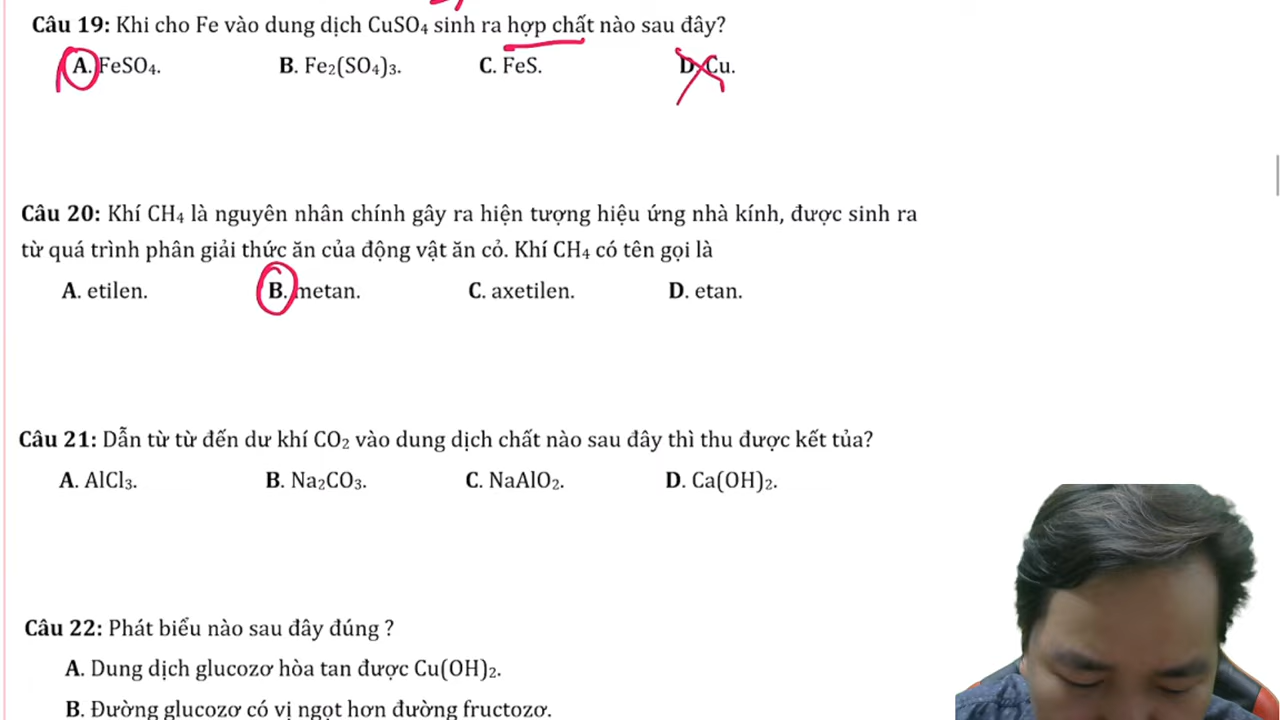 Câu 19: Khi cho Fe vào dung dịch CuSO₄ sinh ra hợp chất nào sau đây?
A. FeSO₄. B. Fe₂(SO₄)₃. C. FeS. D. Cu.
Câu 20: Khí CH₄ là nguyên nhân chính gây ra hiện tượng hiệu ứng nhà kính, được sinh ra
từ quá trình phân giải thức ăn của động vật ăn cỏ. Khí CH₄ có tên gọi là
A. etilen. B. metan. C. axetilen. D. etan.
Câu 21: Dẫn từ từ đến dư khí CO₂ vào dung dịch chất nào sau đây thì thu được kết tủa?
A. AlCl₃. B. Na₂CO₃. C. NaAlO₂. D. Ca(OH)₂.
Câu 22: Phát biểu nào sau đây đúng ?
A. Dung dịch glucozơ hòa tan được Cu(OH)₂.
B. Đường glucozơ có vị ngọt hơn đường fructozơ.